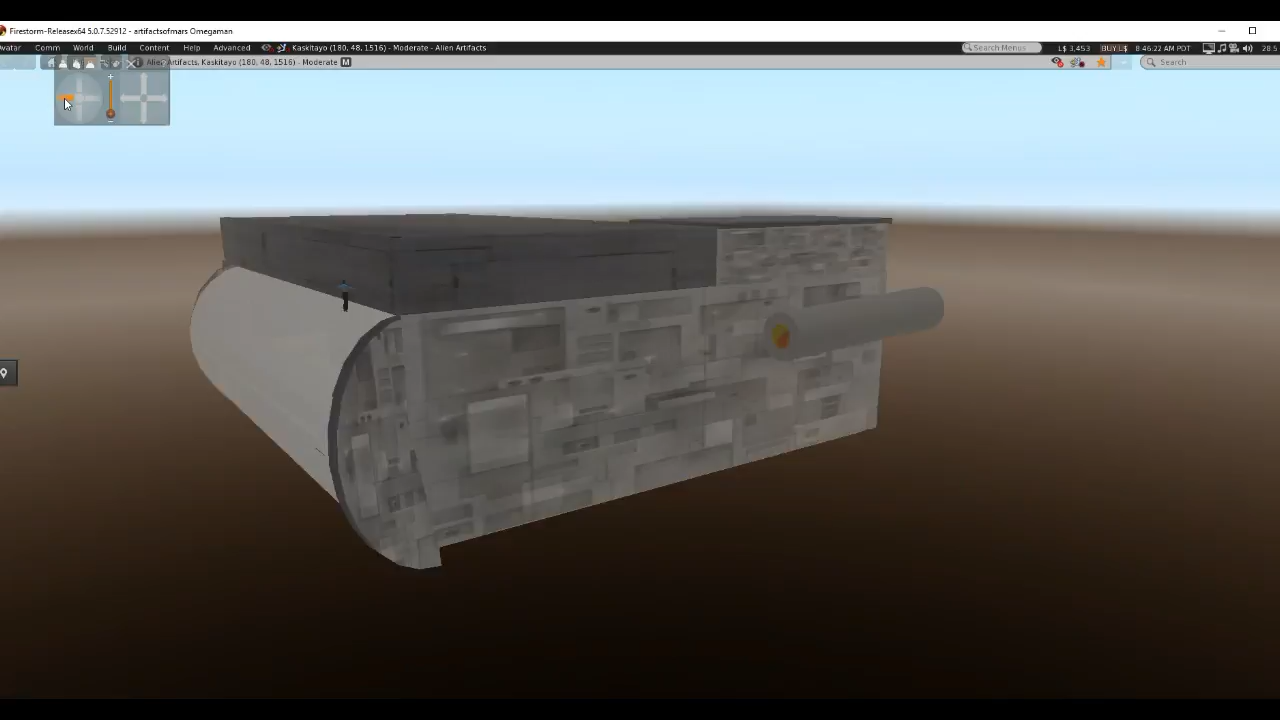 Firestorm-Releasex64 5.0.7.52912 - artifactsofmars Omegaman
Avatar Comm World Build Content Help Advanced Kaskitayo (180, 48, 1516) - Moderate - Alien Artifacts Search Menus L$ 3,453 BUY L$ 8:46:22 AM PDT 28.5
Alien Artifacts, Kaskitayo (180, 48, 1516) - Moderate M Search